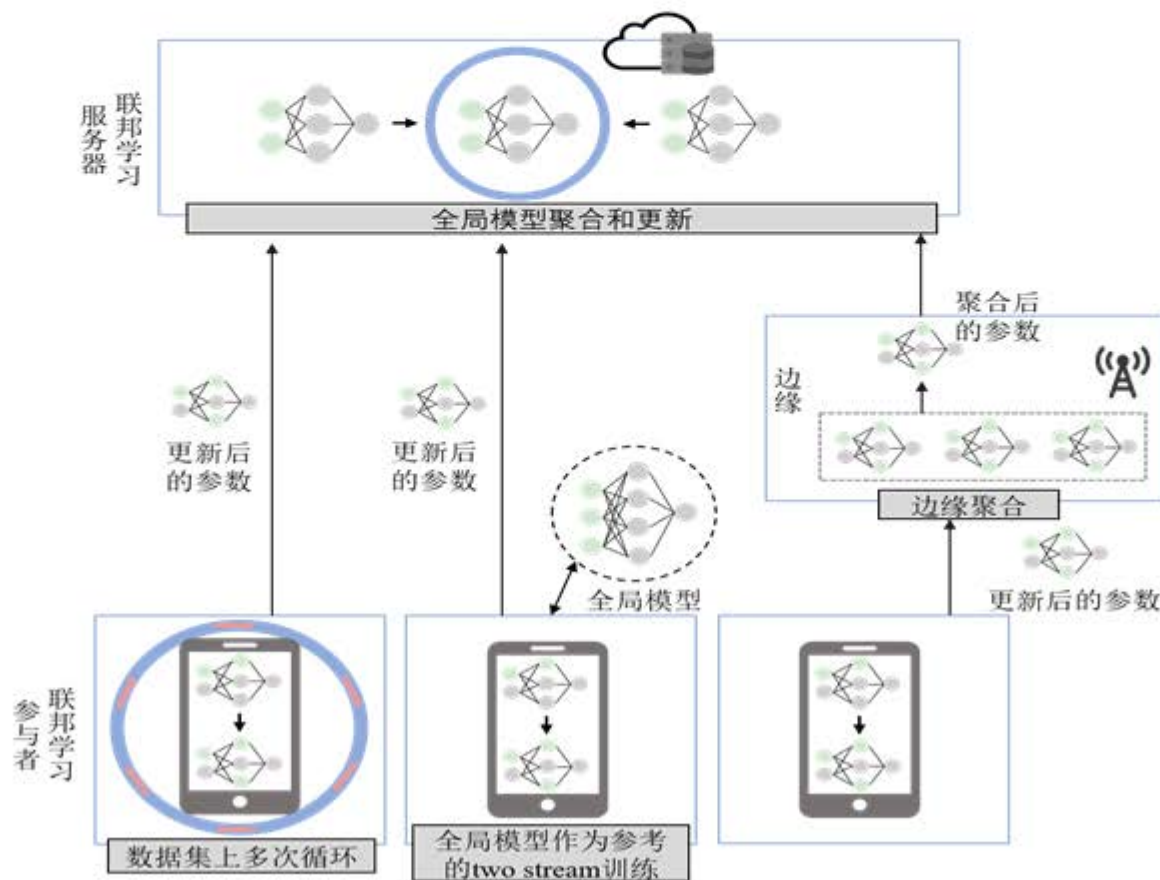 联邦学习
服务器
全局模型聚合和更新
聚合后
的参数
边缘
更新后
的参数
更新后
的参数
边缘聚合
全局模型
更新后的参数
联邦学习
参与者
数据集上多次循环
全局模型作为参考
的two stream训练